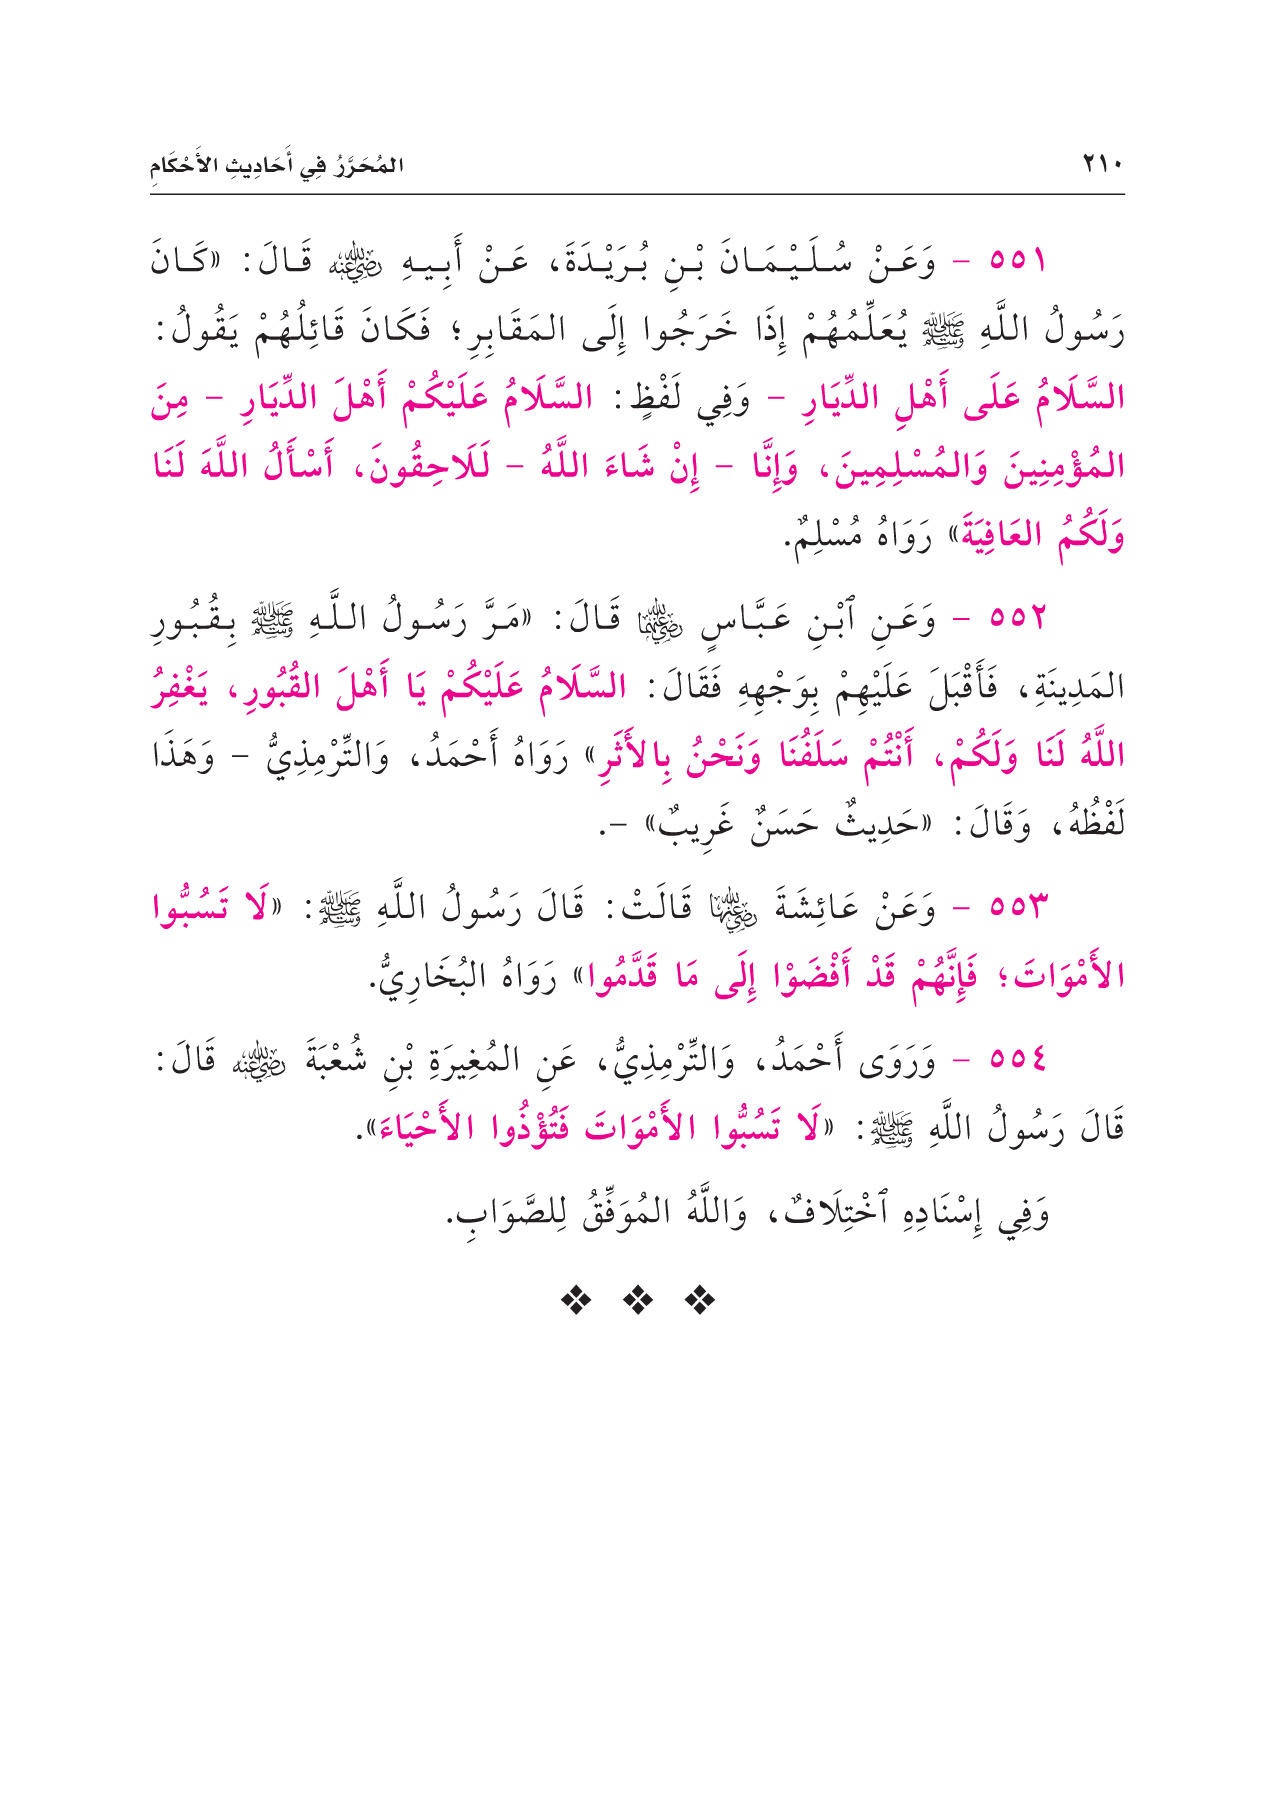 ٢١٠ المُحَرَّرُ فِي أَحَادِيثِ الأَحْكَامِ
٥٥١ - وَعَنْ سُلَيْمَانَ بْنِ بُرَيْدَةَ، عَنْ أَبِيهِ رَضِيَ اللَّهُ عَنْهُ قَالَ: «كَانَ
رَسُولُ اللَّهِ ﷺ يُعَلِّمُهُمْ إِذَا خَرَجُوا إِلَى المَقَابِرِ؛ فَكَانَ قَائِلُهُمْ يَقُولُ:
السَّلَامُ عَلَى أَهْلِ الدِّيَارِ - وَفِي لَفْظٍ: السَّلَامُ عَلَيْكُمْ أَهْلَ الدِّيَارِ - مِنَ
المُؤْمِنِينَ وَالمُسْلِمِينَ، وَإِنَّا - إِنْ شَاءَ اللَّهُ - لَلَاحِقُونَ، أَسْأَلُ اللَّهَ لَنَا
وَلَكُمُ العَافِيَةَ» رَوَاهُ مُسْلِمٌ.
٥٥٢ - وَعَنِ ٱبْنِ عَبَّاسٍ رَضِيَ اللَّهُ عَنْهُمَا قَالَ: «مَرَّ رَسُولُ اللَّهِ ﷺ بِقُبُورِ
المَدِينَةِ، فَأَقْبَلَ عَلَيْهِمْ بِوَجْهِهِ فَقَالَ: السَّلَامُ عَلَيْكُمْ يَا أَهْلَ القُبُورِ، يَغْفِرُ
اللَّهُ لَنَا وَلَكُمْ، أَنْتُمْ سَلَفُنَا وَنَحْنُ بِالأَثَرِ» رَوَاهُ أَحْمَدُ، وَالتِّرْمِذِيُّ - وَهَذَا
لَفْظُهُ، وَقَالَ: «حَدِيثٌ حَسَنٌ غَرِيبٌ» -.
٥٥٣ - وَعَنْ عَائِشَةَ رَضِيَ اللَّهُ عَنْهَا قَالَتْ: قَالَ رَسُولُ اللَّهِ ﷺ: «لَا تَسُبُّوا
الأَمْوَاتَ؛ فَإِنَّهُمْ قَدْ أَفْضَوْا إِلَى مَا قَدَّمُوا» رَوَاهُ البُخَارِيُّ.
٥٥٤ - وَرَوَى أَحْمَدُ، وَالتِّرْمِذِيُّ، عَنِ المُغِيرَةِ بْنِ شُعْبَةَ رَضِيَ اللَّهُ عَنْهُ قَالَ:
قَالَ رَسُولُ اللَّهِ ﷺ: «لَا تَسُبُّوا الأَمْوَاتَ فَتُؤْذُوا الأَحْيَاءَ».
وَفِي إِسْنَادِهِ ٱخْتِلَافٌ، وَاللَّهُ المُوَفِّقُ لِلصَّوَابِ.